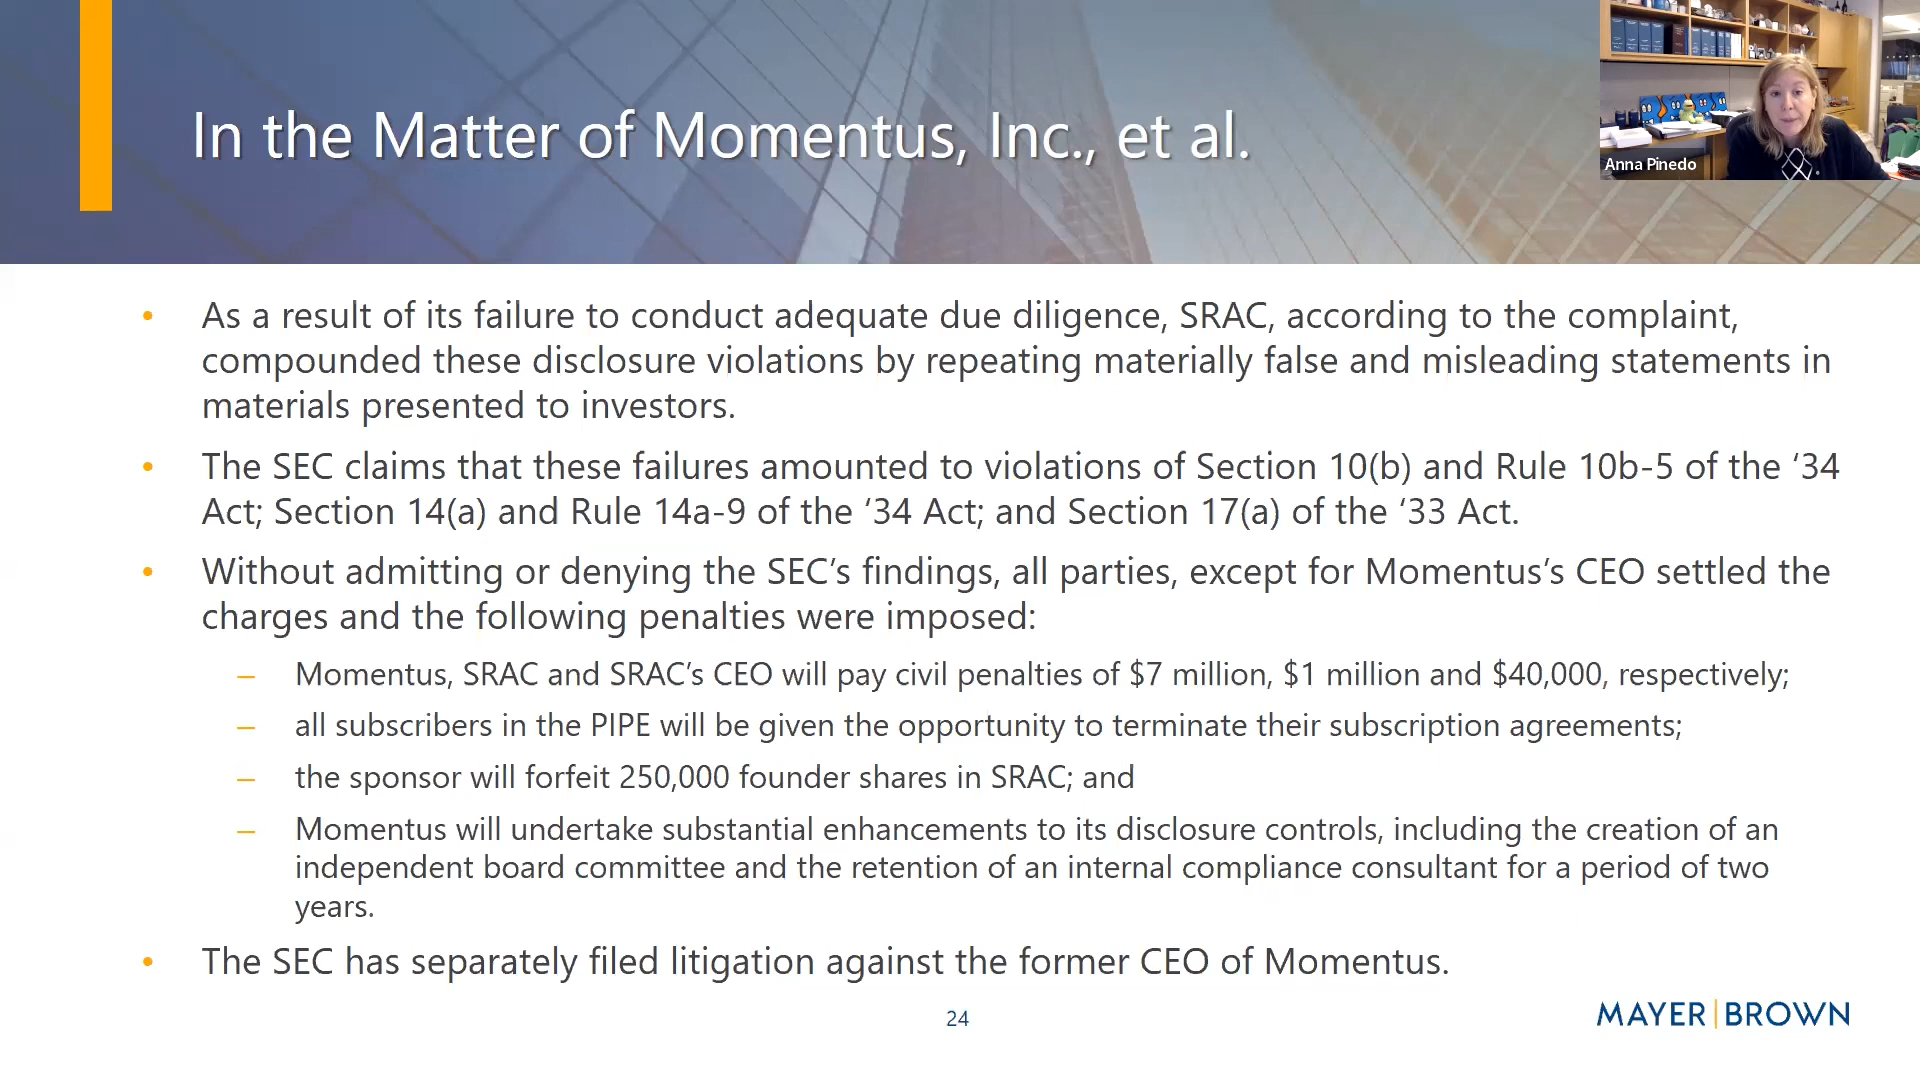 In the Matter of Momentus, Inc., et al.
Anna Pinedo
• As a result of its failure to conduct adequate due diligence, SRAC, according to the complaint,
compounded these disclosure violations by repeating materially false and misleading statements in
materials presented to investors.
• The SEC claims that these failures amounted to violations of Section 10(b) and Rule 10b-5 of the ‘34
Act; Section 14(a) and Rule 14a-9 of the ‘34 Act; and Section 17(a) of the ‘33 Act.
• Without admitting or denying the SEC’s findings, all parties, except for Momentus’s CEO settled the
charges and the following penalties were imposed:
– Momentus, SRAC and SRAC’s CEO will pay civil penalties of $7 million, $1 million and $40,000, respectively;
– all subscribers in the PIPE will be given the opportunity to terminate their subscription agreements;
– the sponsor will forfeit 250,000 founder shares in SRAC; and
– Momentus will undertake substantial enhancements to its disclosure controls, including the creation of an
independent board committee and the retention of an internal compliance consultant for a period of two
years.
• The SEC has separately filed litigation against the former CEO of Momentus.
24
MAYER|BROWN